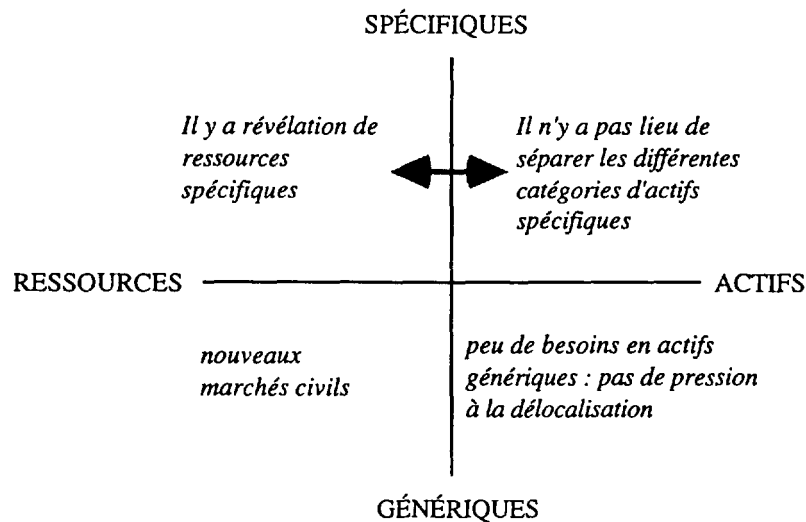 SPÉCIFIQUES
Il y a révélation de
ressources
spécifiques
Il n'y a pas lieu de
séparer les différentes
catégories d'actifs
spécifiques
RESSOURCES
ACTIFS
nouveaux
marchés civils
peu de besoins en actifs
génériques : pas de pression
à la délocalisation
GÉNÉRIQUES